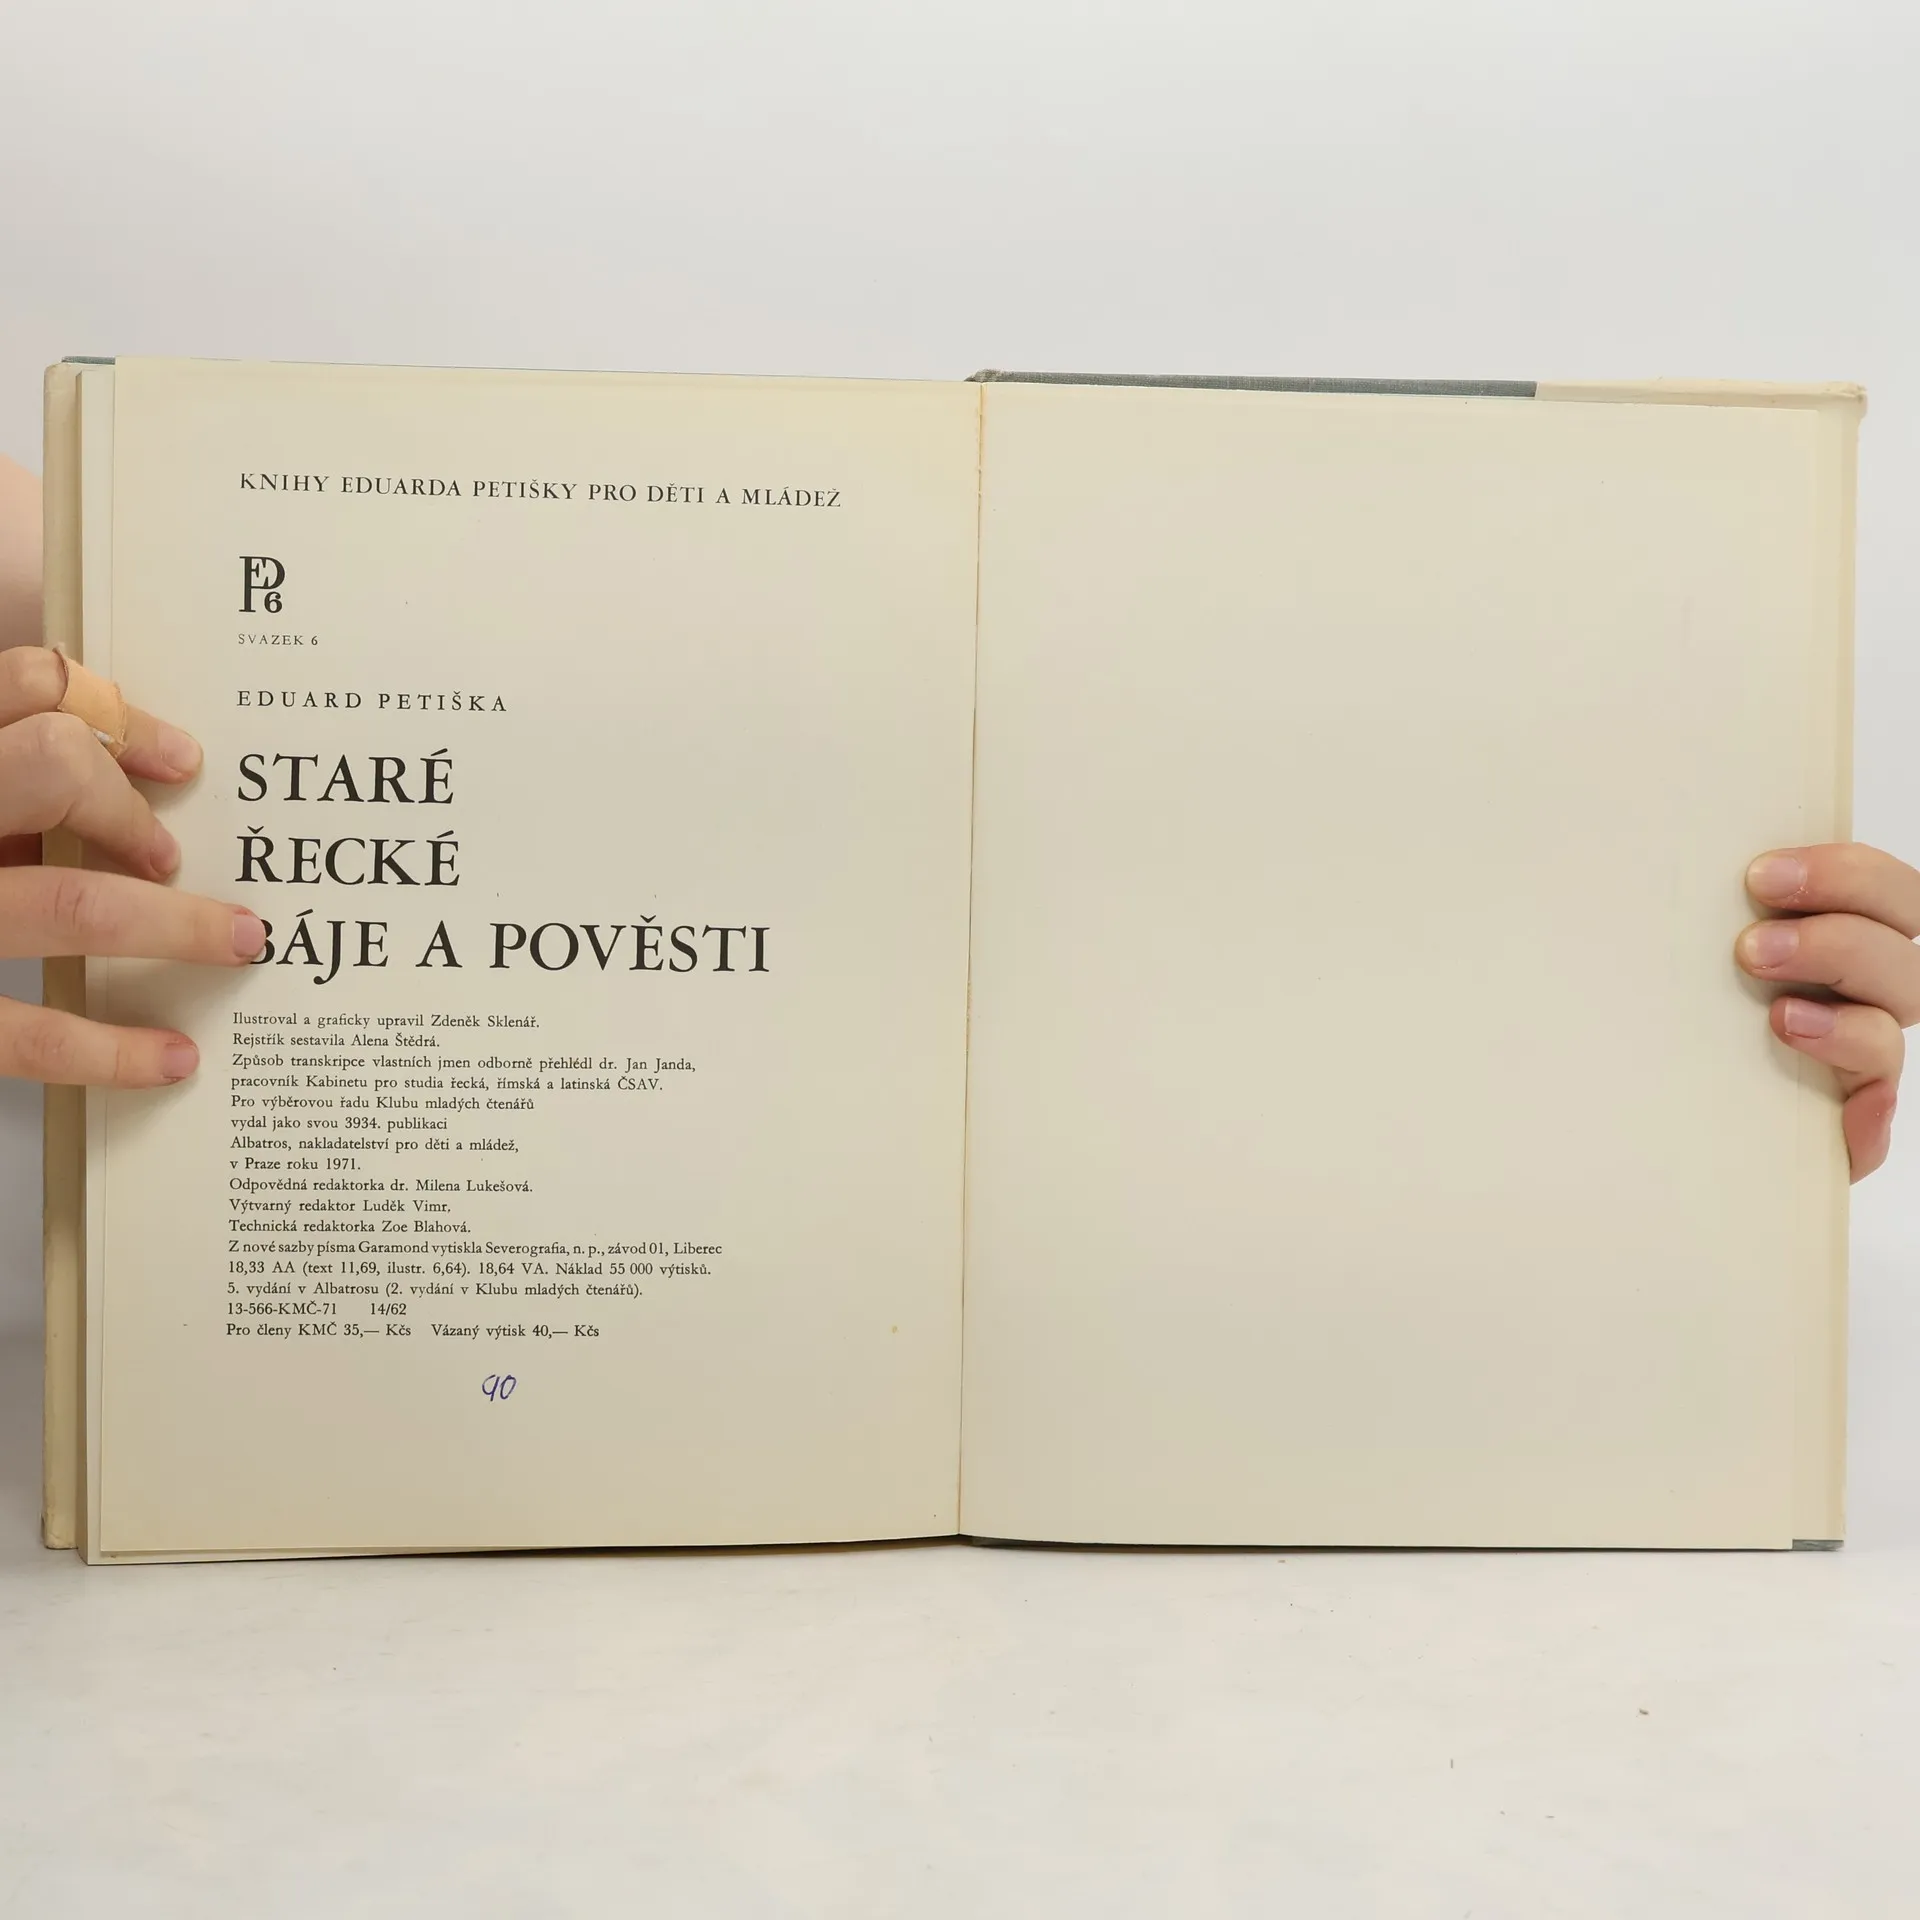 KNIHY EDUARDA PETIŠKY PRO DĚTI A MLÁDEŽ
EP6
SVAZEK 6
EDUARD PETIŠKA
STARÉ
ŘECKÉ
BÁJE A POVĚSTI
Ilustroval a graficky upravil Zdeněk Sklenář.
Rejstřík sestavila Alena Štědrá.
Způsob transkripce vlastních jmen odborně přehlédl dr. Jan Janda,
pracovník Kabinetu pro studia řecká, římská a latinská ČSAV.
Pro výběrovou řadu Klubu mladých čtenářů
vydal jako svou 3934. publikaci
Albatros, nakladatelství pro děti a mládež,
v Praze roku 1971.
Odpovědná redaktorka dr. Milena Lukešová.
Výtvarný redaktor Luděk Vimr.
Technická redaktorka Zoe Blahová.
Z nové sazby písma Garamond vytiskla Severografia, n. p., závod 01, Liberec
18,33 AA (text 11,69, ilustr. 6,64). 18,64 VA. Náklad 55 000 výtisků.
5. vydání v Albatrosu (2. vydání v Klubu mladých čtenářů).
13-566-KMČ-71 14/62
Pro členy KMČ 35,— Kčs Vázaný výtisk 40,— Kčs
90